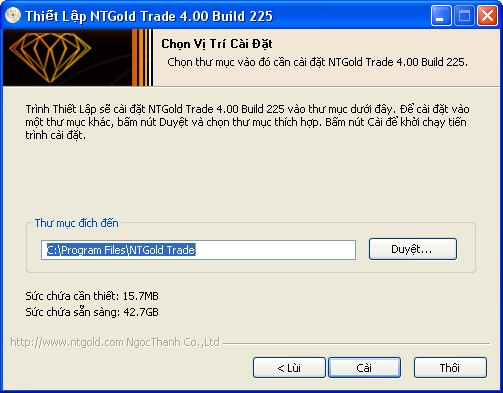 Thiết Lập NTGold Trade 4.00 Build 225
Chọn Vị Trí Cài Đặt
Chọn thư mục vào đó cần cài đặt NTGold Trade 4.00 Build 225.
Trình Thiết Lập sẽ cài đặt NTGold Trade 4.00 Build 225 vào thư mục dưới đây. Để cài đặt vào
một thư mục khác, bấm nút Duyệt và chọn thư mục thích hợp. Bấm nút Cài để khởi chạy tiến
trình cài đặt.
Thư mục đích đến
C:\Program Files\NTGold Trade
Duyệt...
Sức chứa cần thiết: 15.7MB
Sức chứa sẵn sàng: 42.7GB
http://www.ntgold.com NgocThanh Co.,Ltd
< Lùi
Cài
Thôi